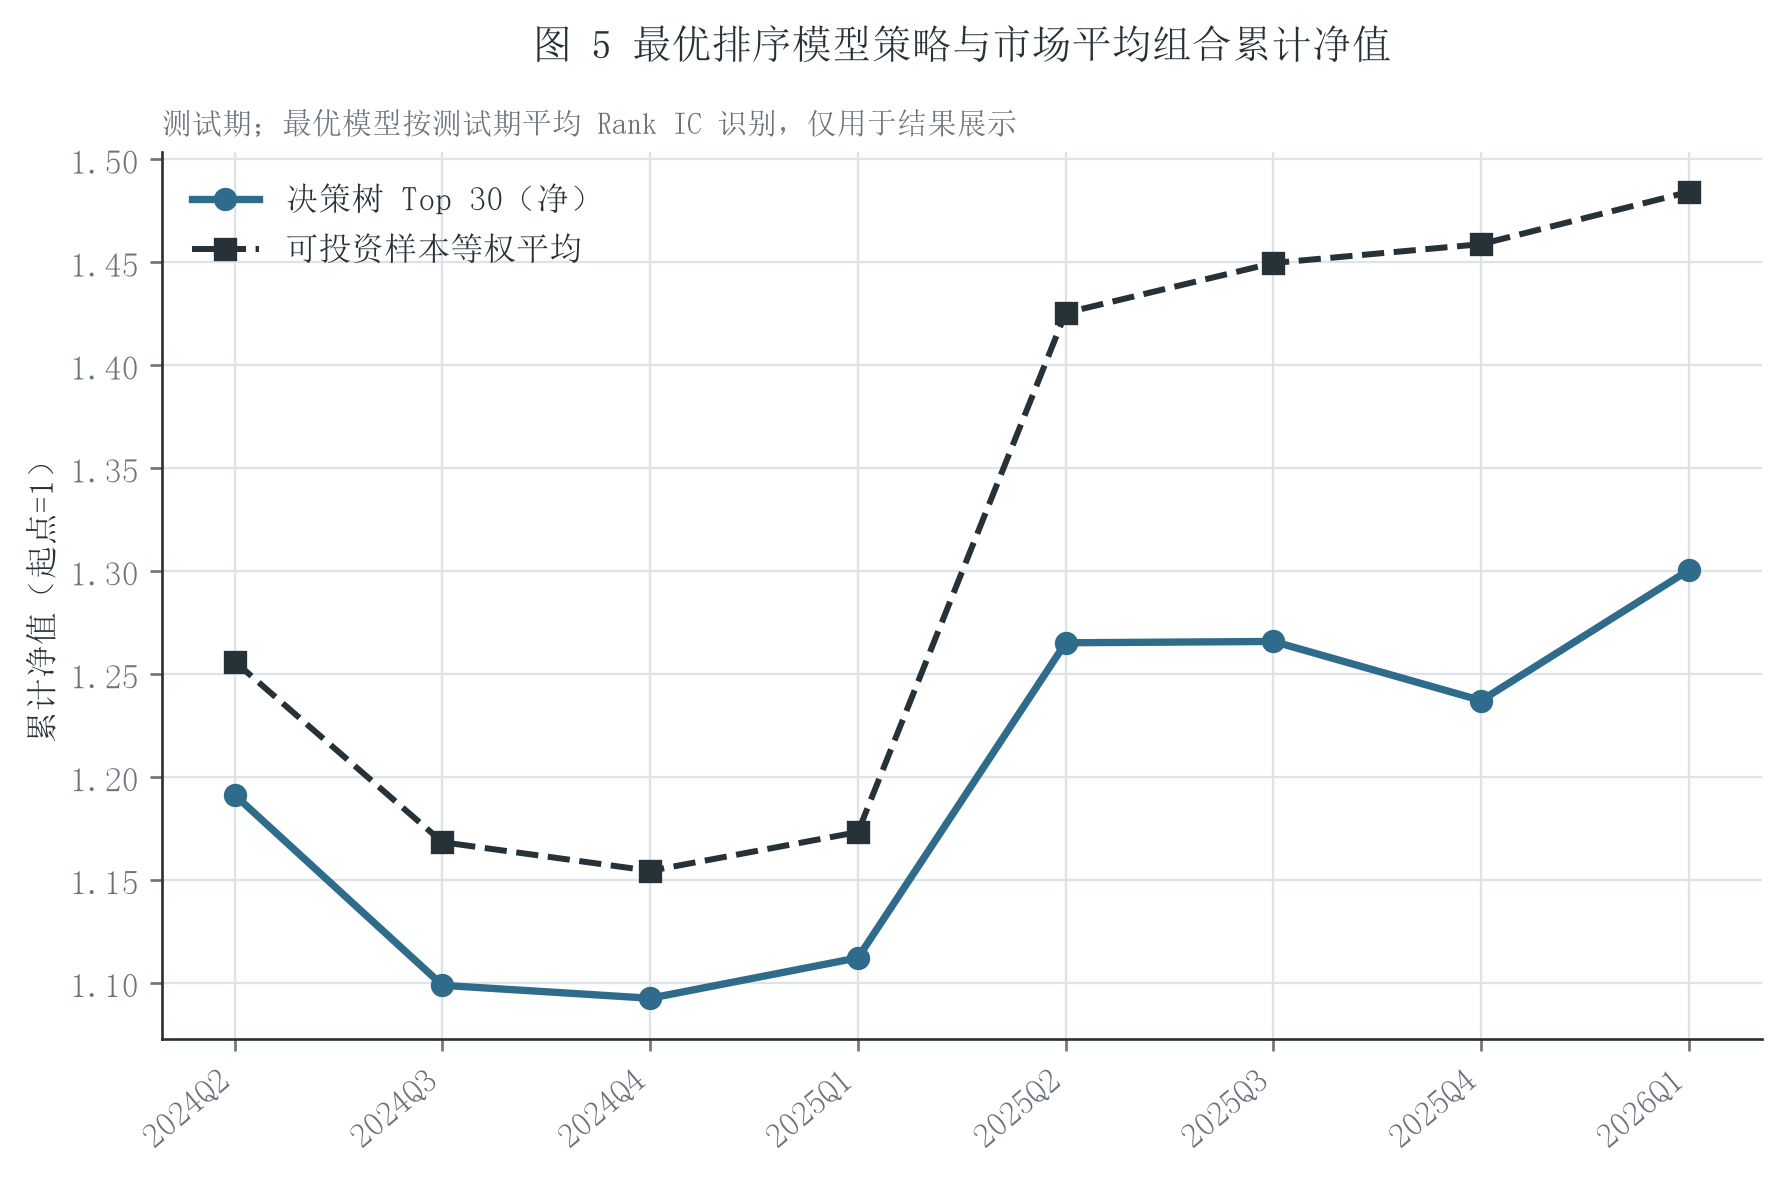 图 5 最优排序模型策略与市场平均组合累计净值
测试期；最优模型按测试期平均 Rank IC 识别，仅用于结果展示
决策树 Top 30（净）
可投资样本等权平均
累计净值（起点=1）
1.50
1.45
1.40
1.35
1.30
1.25
1.20
1.15
1.10
2024Q2
2024Q3
2024Q4
2025Q1
2025Q2
2025Q3
2025Q4
2026Q1